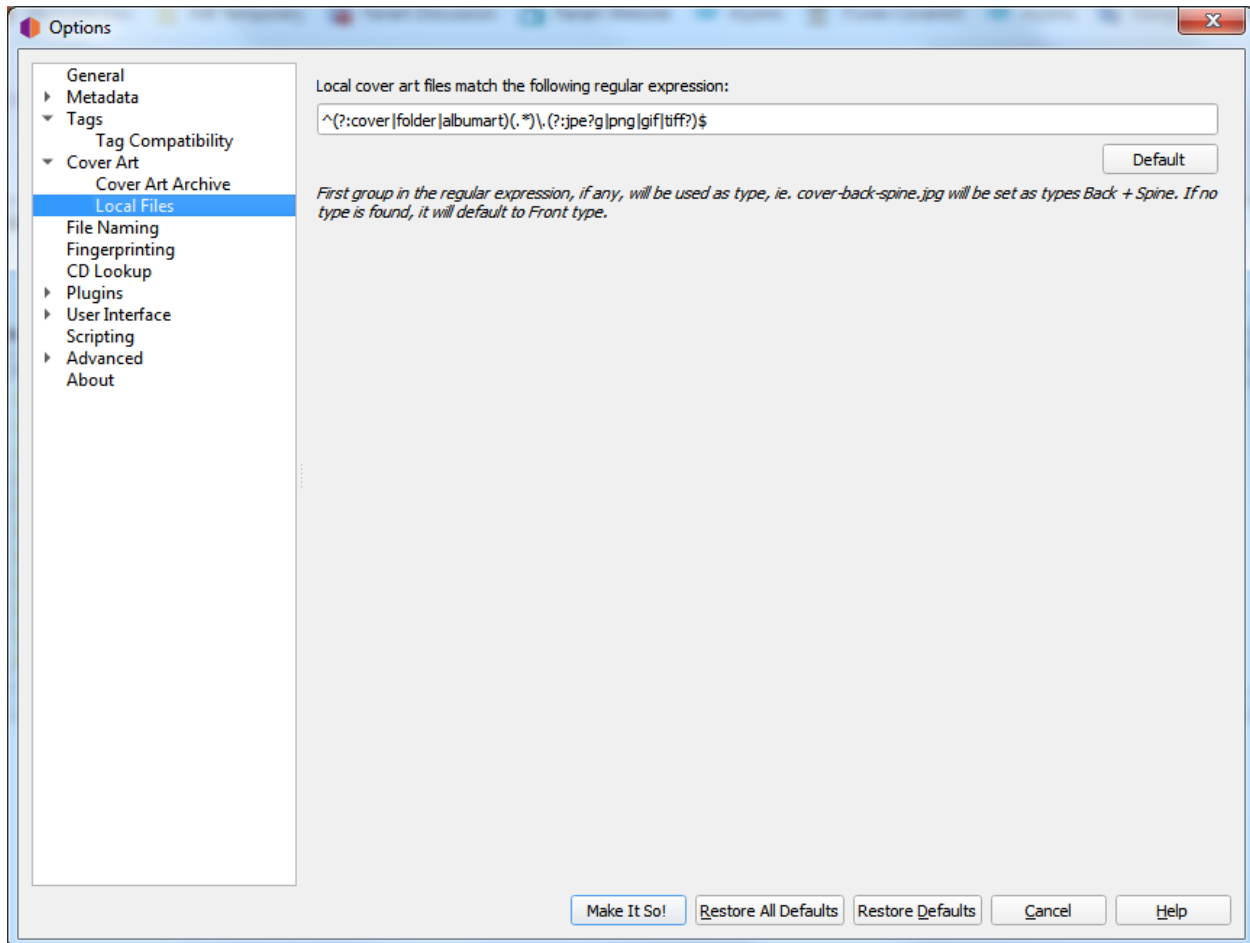 Options
General
Metadata
Tags
Tag Compatibility
Cover Art
Cover Art Archive
Local Files
File Naming
Fingerprinting
CD Lookup
Plugins
User Interface
Scripting
Advanced
About
Local cover art files match the following regular expression:
^(?:cover|folder|albumart)(.*)\.(?:jpe?g|png|gif|tiff?)$
Default
First group in the regular expression, if any, will be used as type, ie. cover-back-spine.jpg will be set as types Back + Spine. If no
type is found, it will default to Front type.
Make It So!
Restore All Defaults
Restore Defaults
Cancel
Help